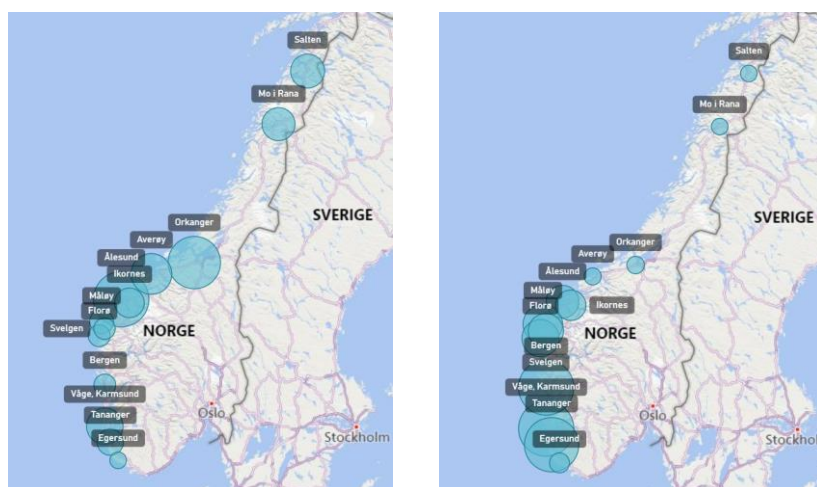 Salten
Mo i Rana
SVERIGE
Orkanger
Averøy
Ålesund
Ikornes
Måløy
Florø
Svelgen
NORGE
Bergen
Våge, Karmsund
Tananger
Oslo
Egersund
Stockholm
Salten
Mo i Rana
SVERIGE
Orkanger
Averøy
Ålesund
Måløy
Florø
Ikornes
NORGE
Bergen
Svelgen
Våge, Karmsund
Tananger
Oslo
Egersund
Stockhol